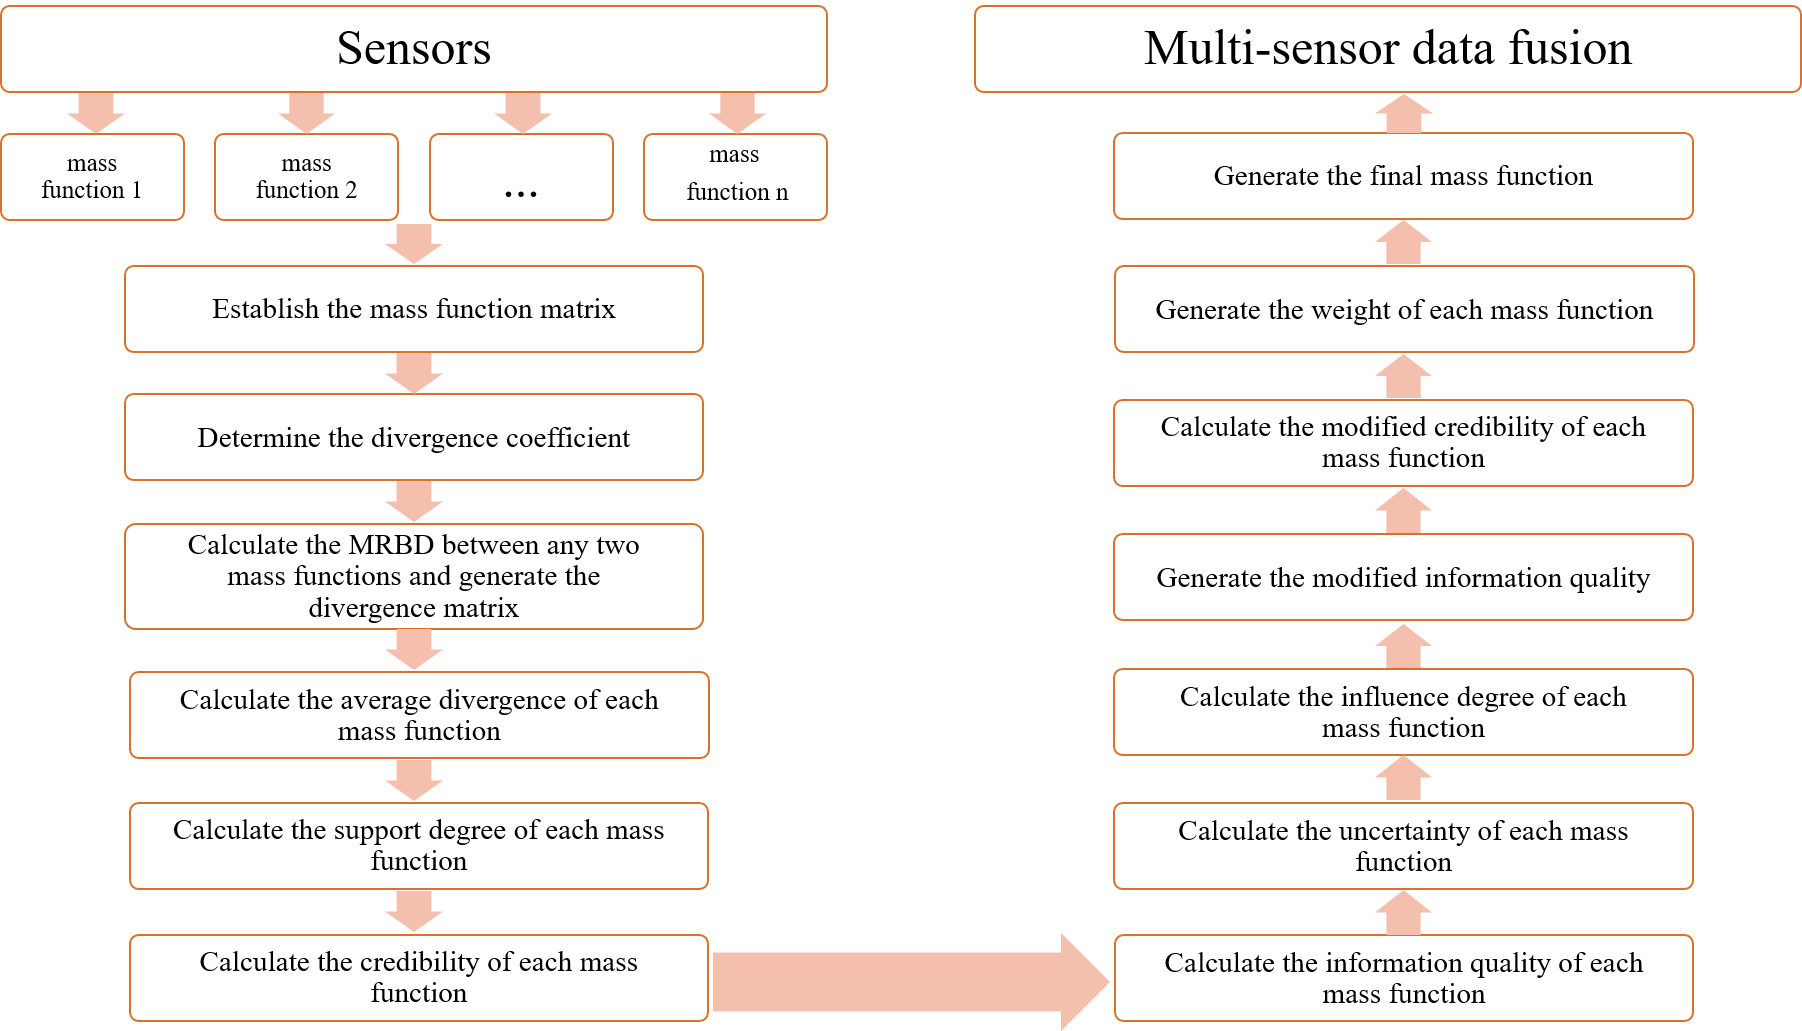 Sensors
mass
function 1
mass
function 2
...
mass
function n
Establish the mass function matrix
Determine the divergence coefficient
Calculate the MRBD between any two
mass functions and generate the
divergence matrix
Calculate the average divergence of each
mass function
Calculate the support degree of each mass
function
Calculate the credibility of each mass
function
Calculate the information quality of each
mass function
Calculate the uncertainty of each mass
function
Calculate the influence degree of each
mass function
Generate the modified information quality
Calculate the modified credibility of each
mass function
Generate the weight of each mass function
Generate the final mass function
Multi-sensor data fusion